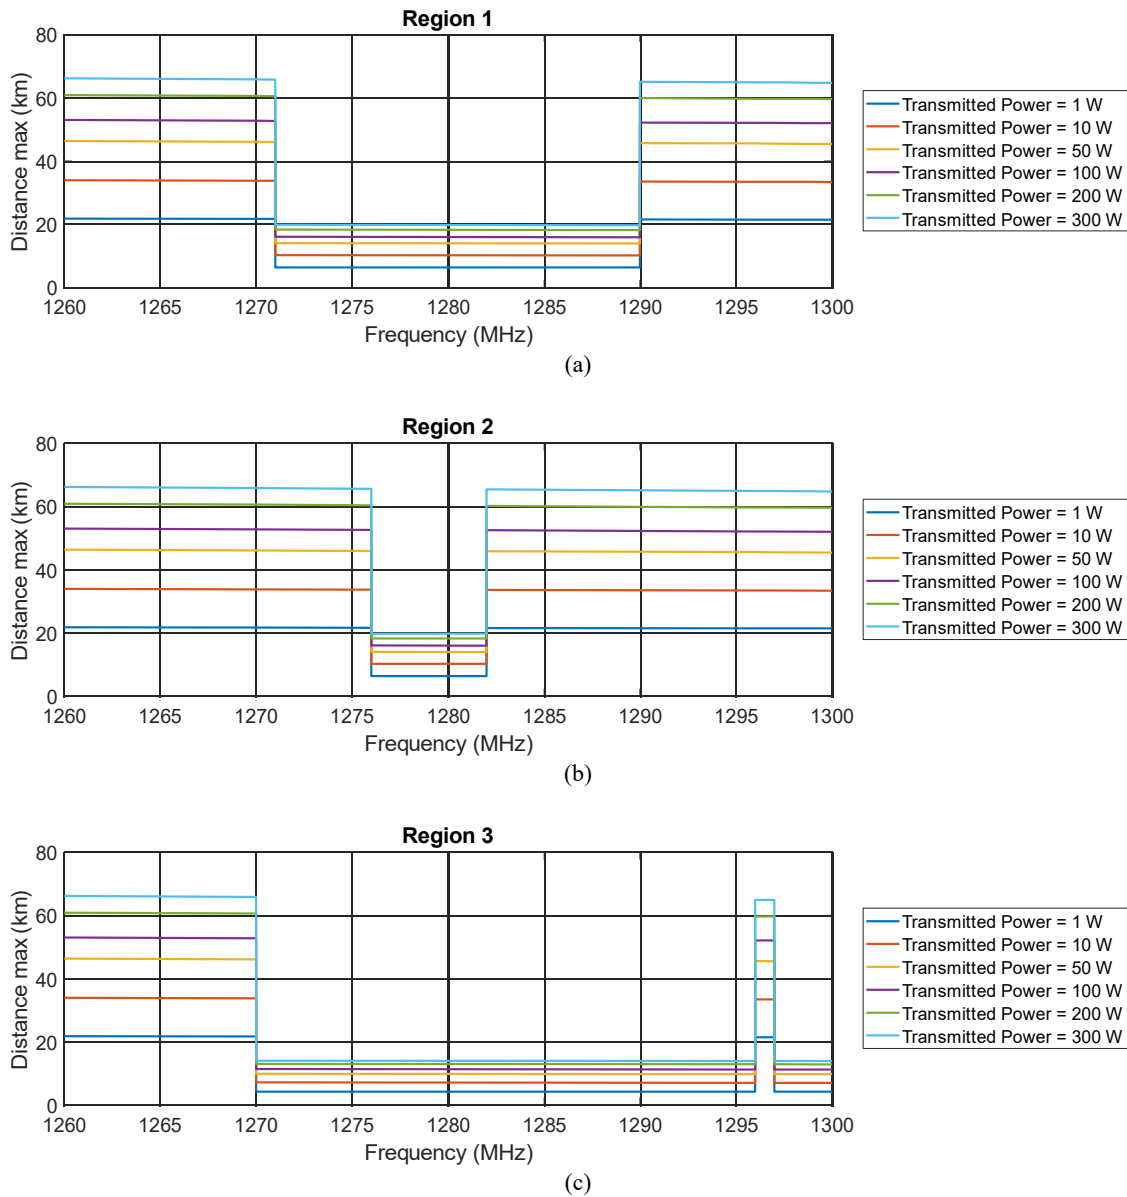 Region 1
Distance max (km)
80
60
40
20
0
1260 1265 1270 1275 1280 1285 1290 1295 1300
Frequency (MHz)
Transmitted Power = 1 W
Transmitted Power = 10 W
Transmitted Power = 50 W
Transmitted Power = 100 W
Transmitted Power = 200 W
Transmitted Power = 300 W
(a)
Region 2
Distance max (km)
80
60
40
20
0
1260 1265 1270 1275 1280 1285 1290 1295 1300
Frequency (MHz)
Transmitted Power = 1 W
Transmitted Power = 10 W
Transmitted Power = 50 W
Transmitted Power = 100 W
Transmitted Power = 200 W
Transmitted Power = 300 W
(b)
Region 3
Distance max (km)
80
60
40
20
0
1260 1265 1270 1275 1280 1285 1290 1295 1300
Frequency (MHz)
Transmitted Power = 1 W
Transmitted Power = 10 W
Transmitted Power = 50 W
Transmitted Power = 100 W
Transmitted Power = 200 W
Transmitted Power = 300 W
(c)